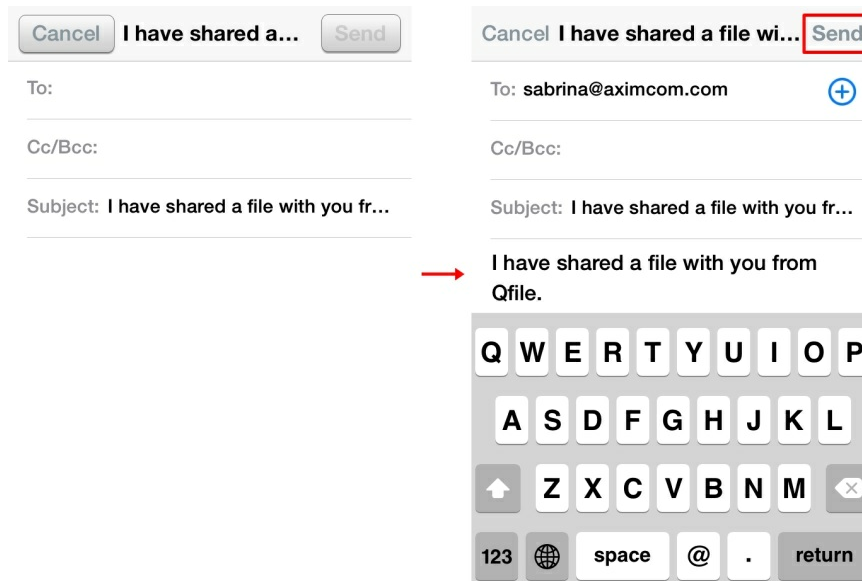 Cancel I have shared a... Send
To:
Cc/Bcc:
Subject: I have shared a file with you fr...
Cancel I have shared a file wi... Send
To: sabrina@aximcom.com
Cc/Bcc:
Subject: I have shared a file with you fr...
I have shared a file with you from
Qfile.
Q W E R T Y U I O P
A S D F G H J K L
Z X C V B N M
123 space @ . return